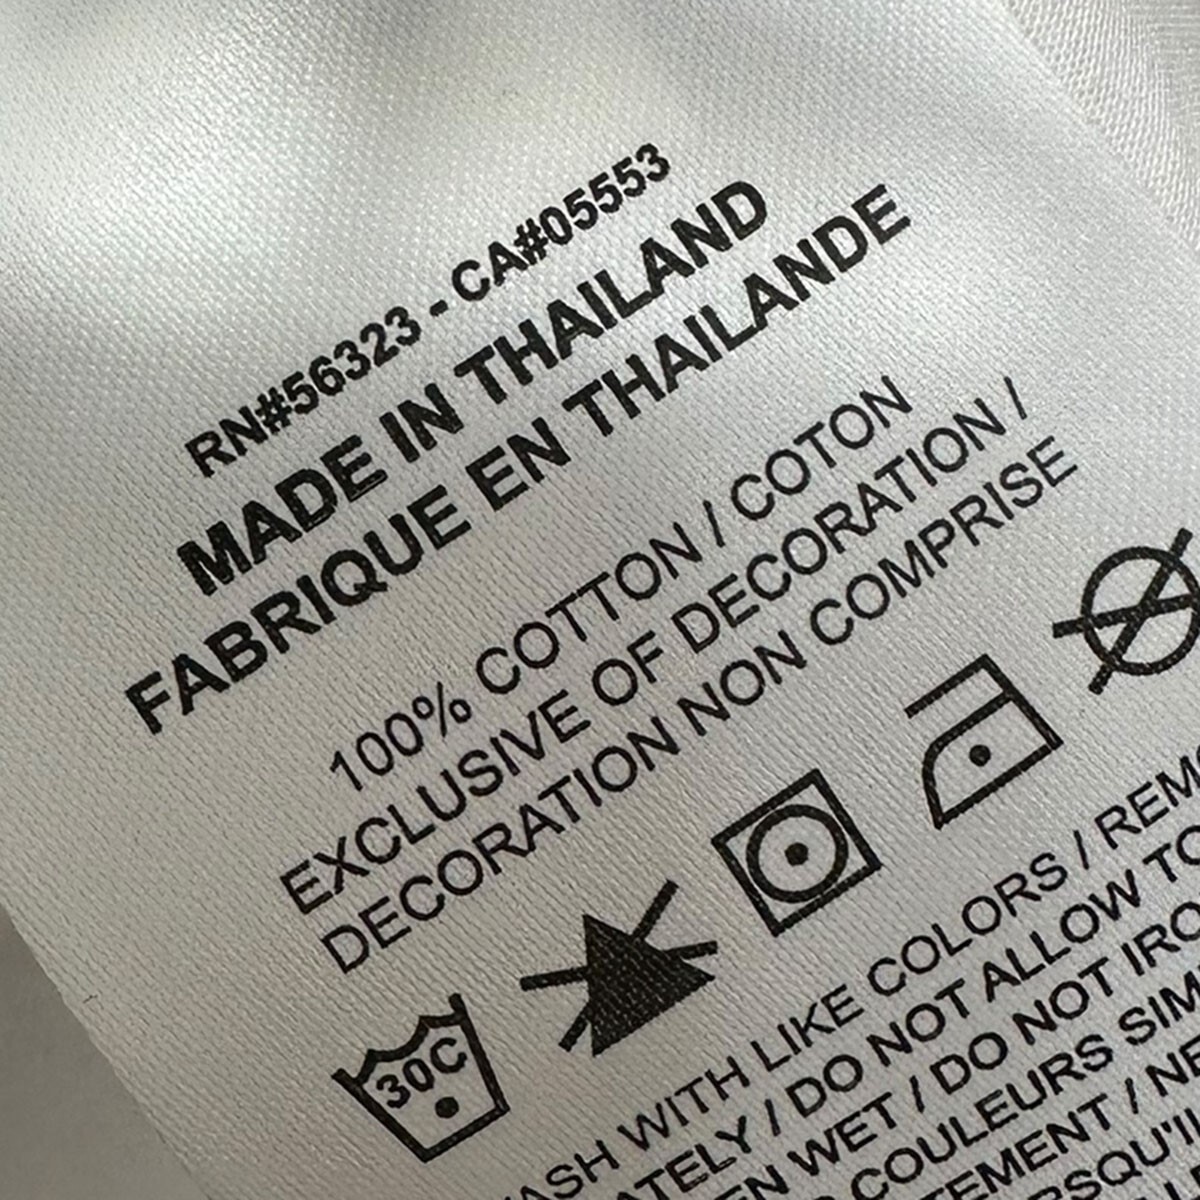 RN#56323 - CA#05553
MADE IN THAILAND
FABRIQUE EN THAILANDE
100% COTTON / COTON
EXCLUSIVE OF DECORATION /
DECORATION NON COMPRISE
30C
WITH LIKE COLORS /
/ DO NOT ALLOW
WET / DO NOT
COULEURS